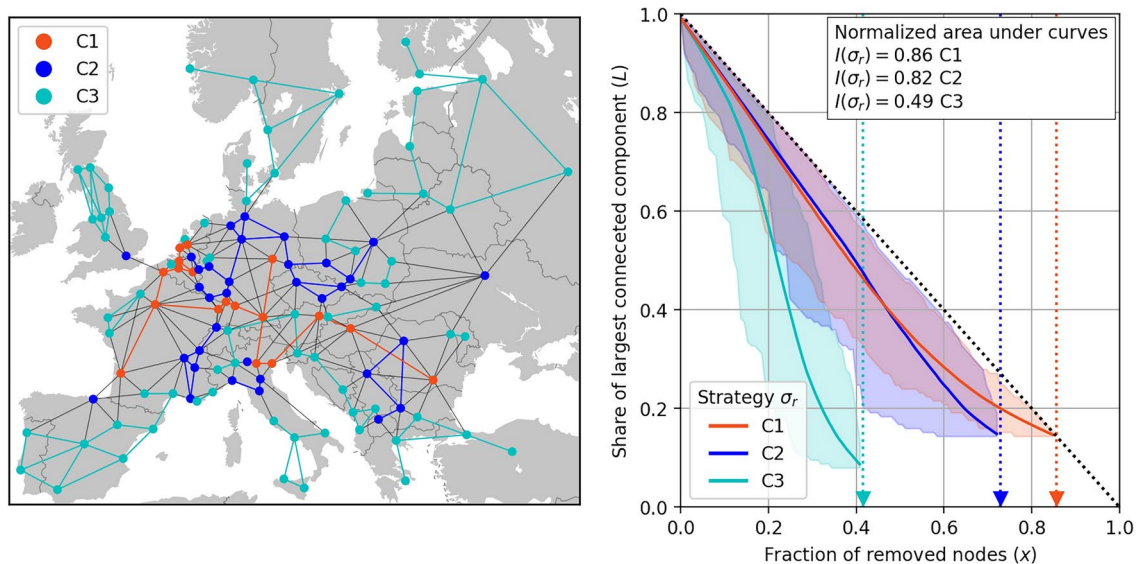 C1
C2
C3
Normalized area under curves
I(σr) = 0.86 C1
I(σr) = 0.82 C2
I(σr) = 0.49 C3
Share of largest conneceted component (L)
1.0
0.8
0.6
0.4
0.2
0.0
Strategy σr
C1
C2
C3
0.0 0.2 0.4 0.6 0.8 1.0
Fraction of removed nodes (x)